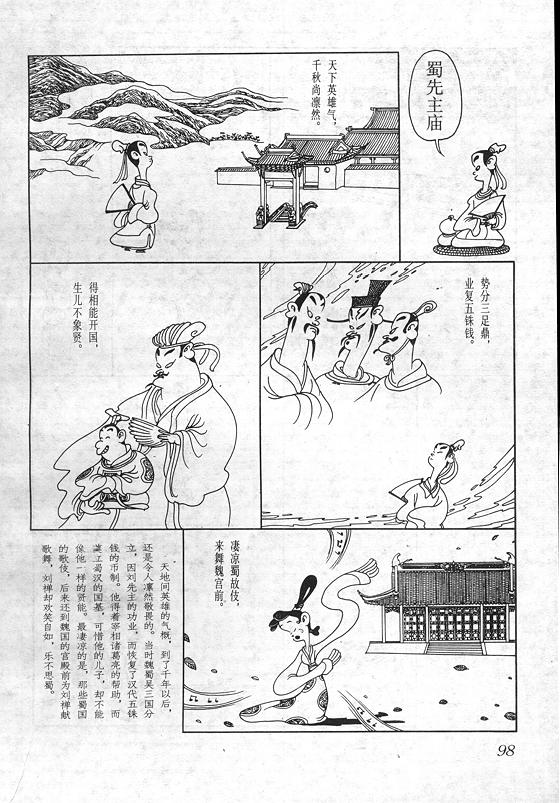 蜀先主庙
天下英雄气，
千秋尚凛然。
势分三足鼎，
业复五铢钱。
得相能开国，
生儿不象贤。
凄凉蜀故伎，
来舞魏宫前。
天地间英雄的气概，到了千年以后，
还是令人凛然敬畏的。当时魏蜀吴三国分
立，因刘先主的功业，而恢复了汉代五铢
钱的币制。他得着宰相诸葛亮的帮助，而
奠立蜀汉的国基，可惜他的儿子，却不能
像他一样的贤能。最凄凉的是，那些蜀国
的歌伎，后来还到魏国的宫殿前为刘禅献
歌舞，刘禅却欢笑自如，乐不思蜀。
98